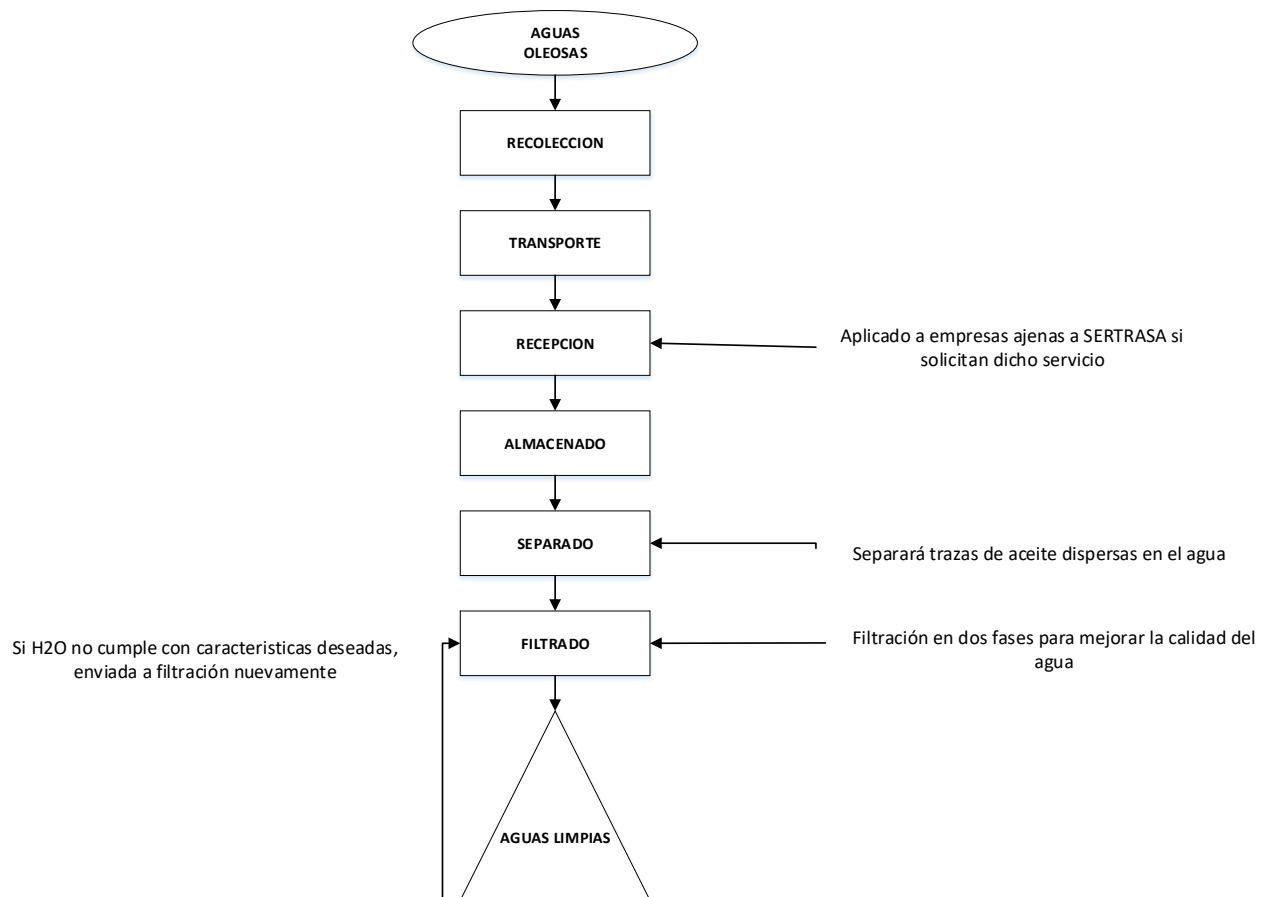 AGUAS
OLEOSAS
RECOLECCION
TRANSPORTE
RECEPCION
Aplicado a empresas ajenas a SERTRASA si
solicitan dicho servicio
ALMACENADO
SEPARADO
Separará trazas de aceite dispersas en el agua
FILTRADO
Si H2O no cumple con caracteristicas deseadas,
enviada a filtración nuevamente
Filtración en dos fases para mejorar la calidad del
agua
AGUAS LIMPIAS